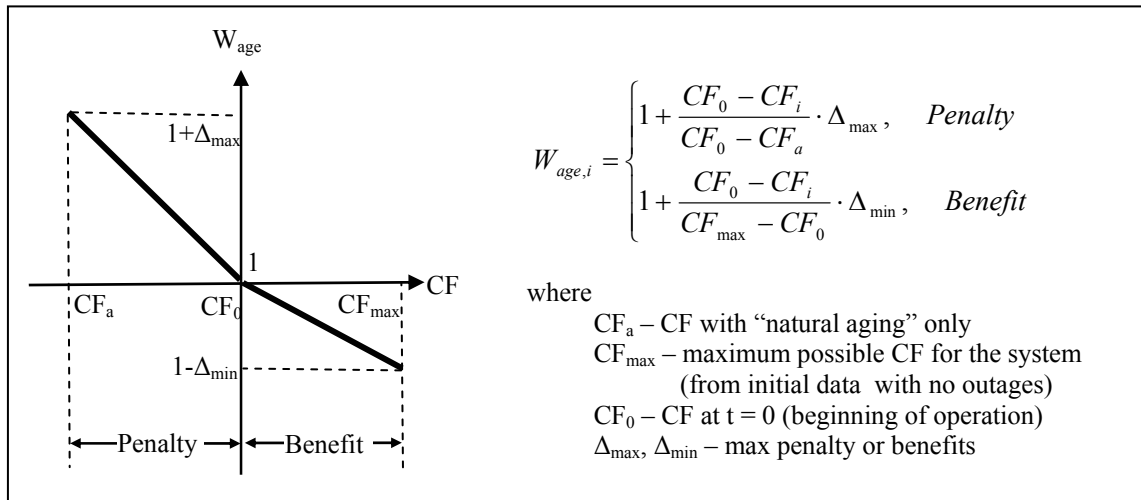 W_age
1+Δ_max
1
CF
CF_a
CF_0
CF_max
1-Δ_min
Penalty
Benefit
W_{age,i} = { 1 + (CF_0 − CF_i)/(CF_0 − CF_a) · Δ_max , Penalty
1 + (CF_0 − CF_i)/(CF_max − CF_0) · Δ_min , Benefit
where
CF_a – CF with “natural aging” only
CF_max – maximum possible CF for the system
(from initial data with no outages)
CF_0 – CF at t = 0 (beginning of operation)
Δ_max, Δ_min – max penalty or benefits